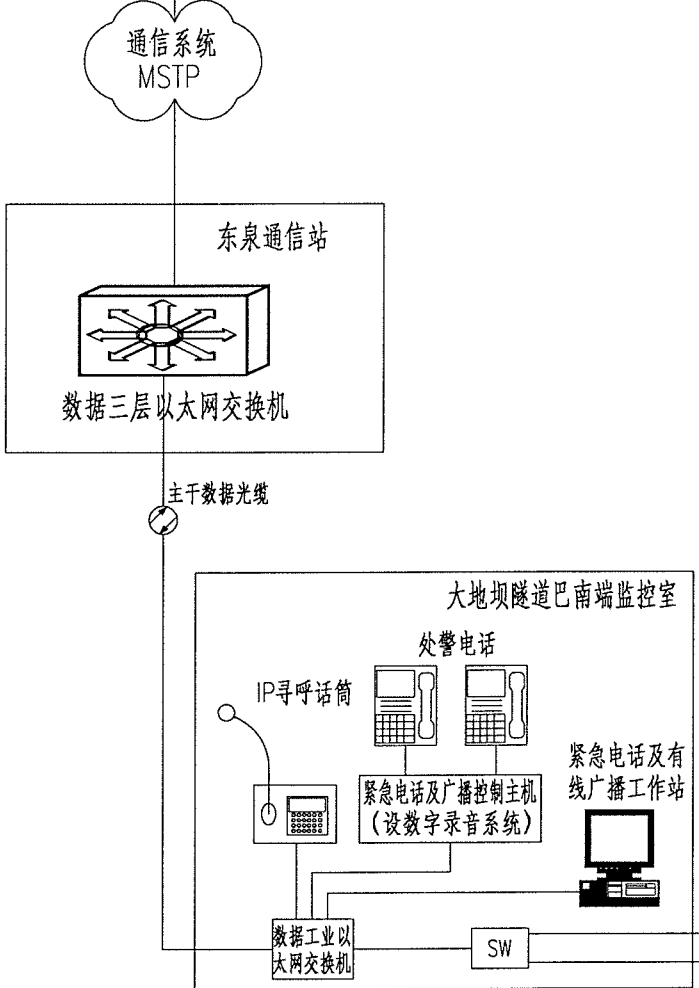 通信系统
MSTP
东泉通信站
数据三层以太网交换机
主干数据光缆
大地坝隧道巴南端监控室
处警电话
IP寻呼话筒
紧急电话及有
线广播工作站
紧急电话及广播控制主机
（设数字录音系统）
数据工业以
太网交换机
SW